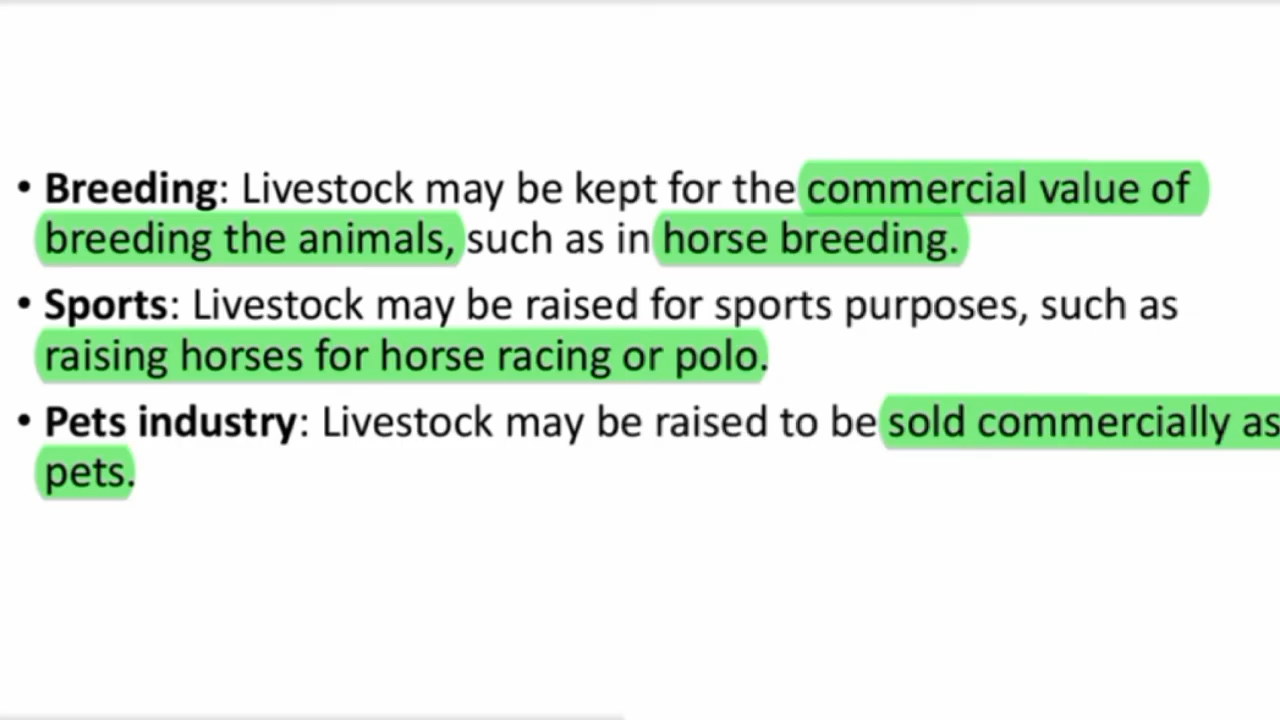 • Breeding: Livestock may be kept for the commercial value of
breeding the animals, such as in horse breeding.
• Sports: Livestock may be raised for sports purposes, such as
raising horses for horse racing or polo.
• Pets industry: Livestock may be raised to be sold commercially as
pets.